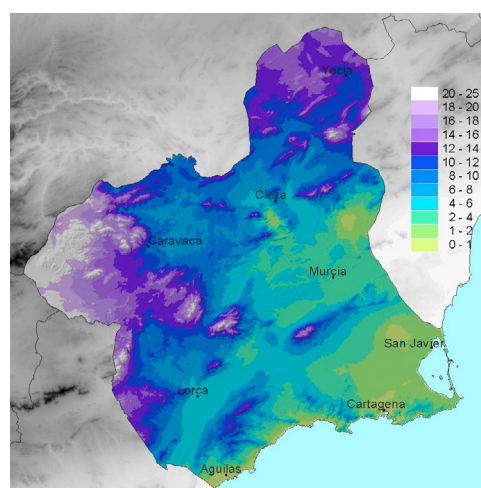 Yecla
20 - 25
18 - 20
16 - 18
14 - 16
12 - 14
10 - 12
8 - 10
6 - 8
4 - 6
2 - 4
1 - 2
0 - 1
Cieza
Caravaca
Murcia
San Javier
Lorca
Cartagena
Aguilas